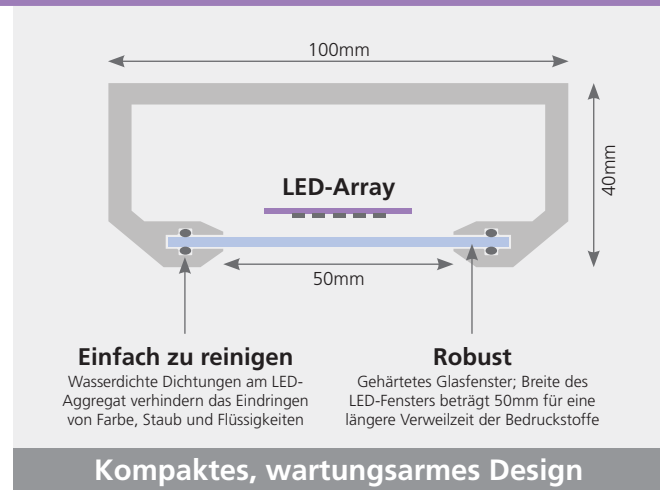 100mm
40mm
LED-Array
50mm
Einfach zu reinigen
Wasserdichte Dichtungen am LED-
Aggregat verhindern das Eindringen
von Farbe, Staub und Flüssigkeiten
Robust
Gehärtetes Glasfenster; Breite des
LED-Fensters beträgt 50mm für eine
längere Verweilzeit der Bedruckstoffe
Kompaktes, wartungsarmes Design